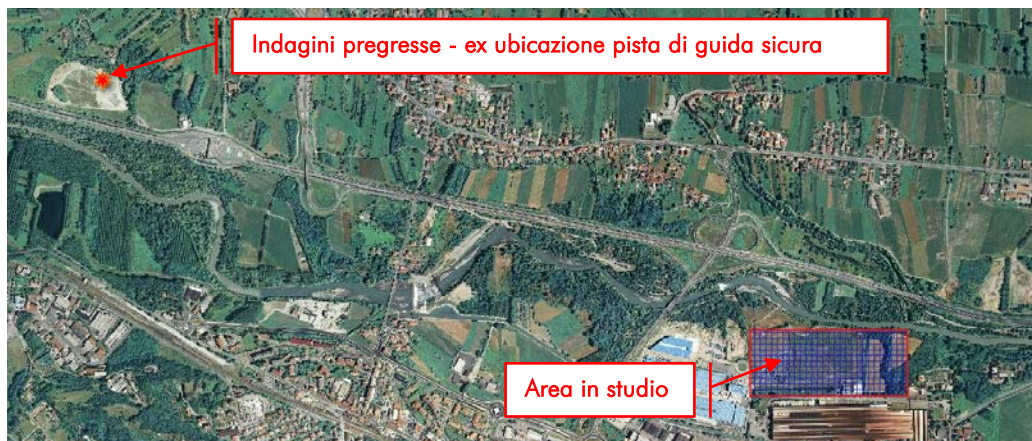 Indagini pregresse - ex ubicazione pista di guida sicura
Area in studio